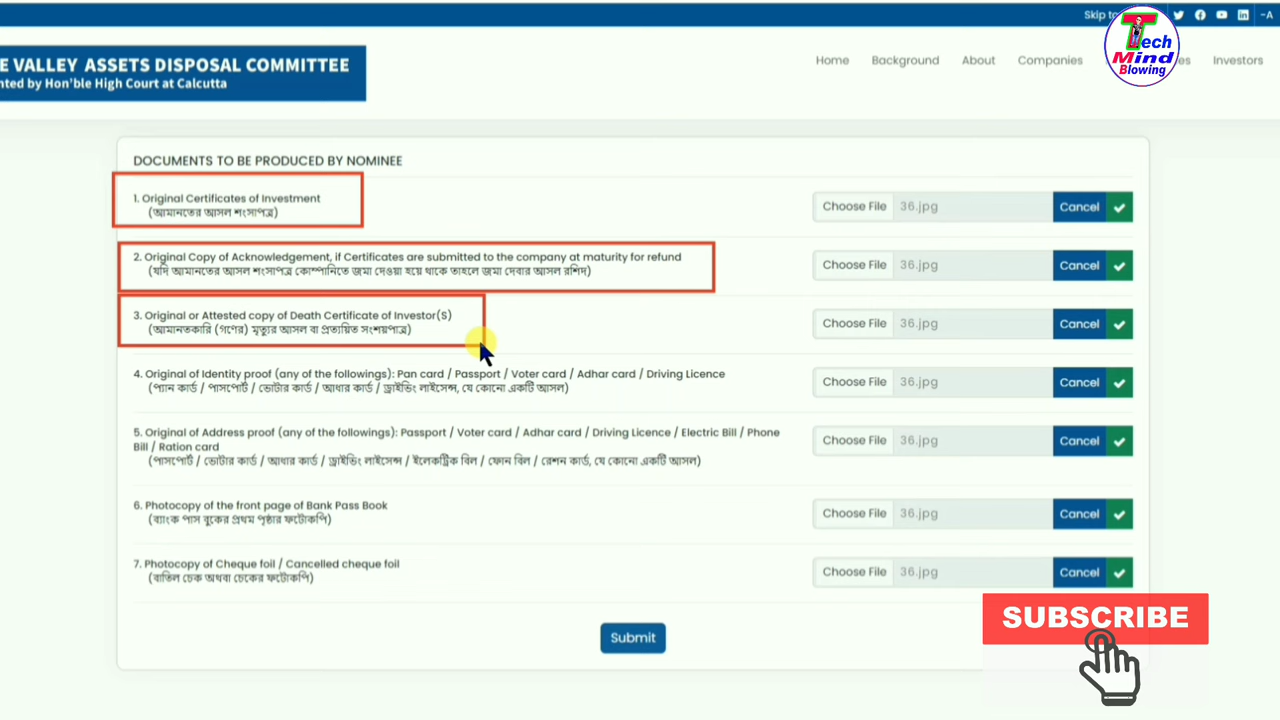 Skip to
-A
E VALLEY ASSETS DISPOSAL COMMITTEE
nted by Hon'ble High Court at Calcutta
Home Background About Companies es Investors
Tech
Mind
Blowing
DOCUMENTS TO BE PRODUCED BY NOMINEE
1. Original Certificates of Investment
(আমানতের আসল শংসাপত্র)
Choose File 36.jpg Cancel
2. Original Copy of Acknowledgement, if Certificates are submitted to the company at maturity for refund
(যদি আমানতের আসল শংসাপত্র কোম্পানিতে জমা দেওয়া হয়ে থাকে তাহলে জমা দেবার আসল রশিদ)
Choose File 36.jpg Cancel
3. Original or Attested copy of Death Certificate of Investor(S)
(আমানতকারি (গণের) মৃত্যুর আসল বা প্রত্যয়িত সংশয়পাত্র)
Choose File 36.jpg Cancel
4. Original of Identity proof (any of the followings): Pan card / Passport / Voter card / Adhar card / Driving Licence
(প্যান কার্ড / পাসপোর্ট / ভোটার কার্ড / আধার কার্ড / ড্রাইভিং লাইসেন্স, যে কোনো একটি আসল)
Choose File 36.jpg Cancel
5. Original of Address proof (any of the followings): Passport / Voter card / Adhar card / Driving Licence / Electric Bill / Phone
Bill / Ration card
(পাসপোর্ট / ভোটার কার্ড / আধার কার্ড / ড্রাইভিং লাইসেন্স / ইলেকট্রিক বিল / ফোন বিল / রেশন কার্ড, যে কোনো একটি আসল)
Choose File 36.jpg Cancel
6. Photocopy of the front page of Bank Pass Book
(ব্যাংক পাস বুকের প্রথম পৃষ্ঠার ফটোকপি)
Choose File 36.jpg Cancel
7. Photocopy of Cheque foil / Cancelled cheque foil
(বাতিল চেক অথবা চেকের ফটোকপি)
Choose File 36.jpg Cancel
Submit
SUBSCRIBE